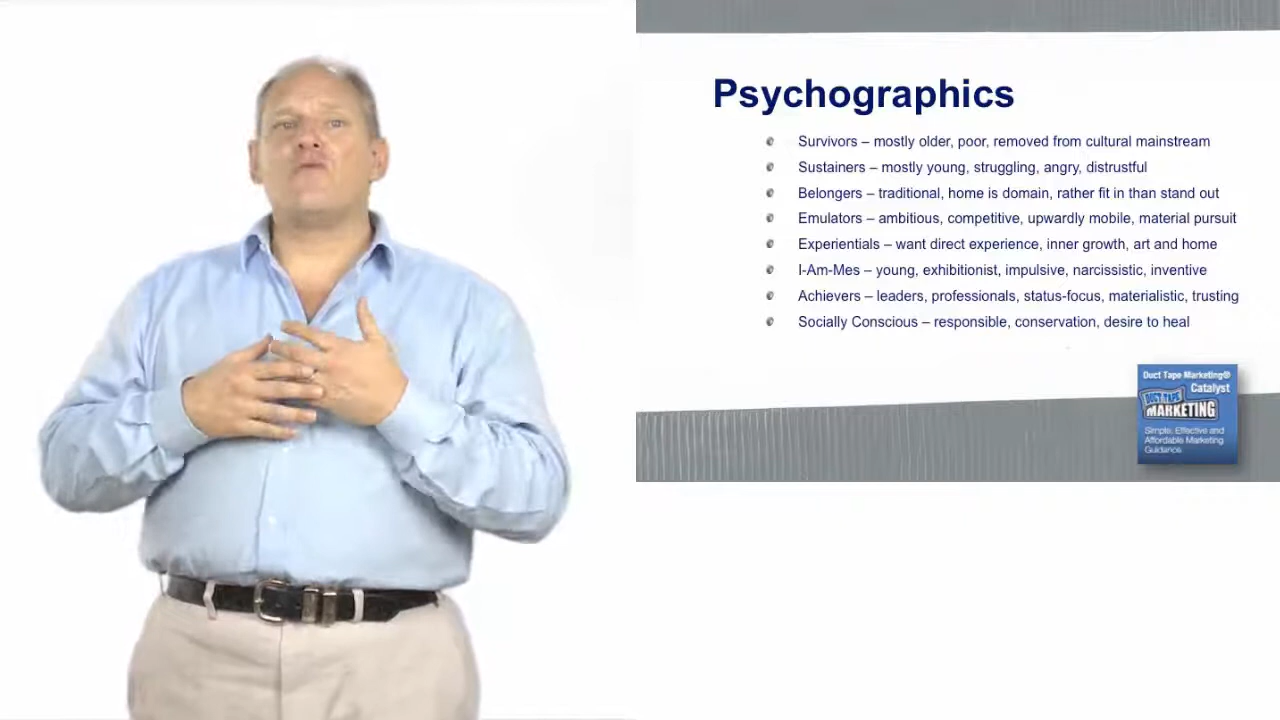 Psychographics
Survivors – mostly older, poor, removed from cultural mainstream
Sustainers – mostly young, struggling, angry, distrustful
Belongers – traditional, home is domain, rather fit in than stand out
Emulators – ambitious, competitive, upwardly mobile, material pursuit
Experientials – want direct experience, inner growth, art and home
I-Am-Mes – young, exhibitionist, impulsive, narcissistic, inventive
Achievers – leaders, professionals, status-focus, materialistic, trusting
Socially Conscious – responsible, conservation, desire to heal
Duct Tape Marketing®
Catalyst
DUCT TAPE
MARKETING
Simple, Effective and
Affordable Marketing
Guidance